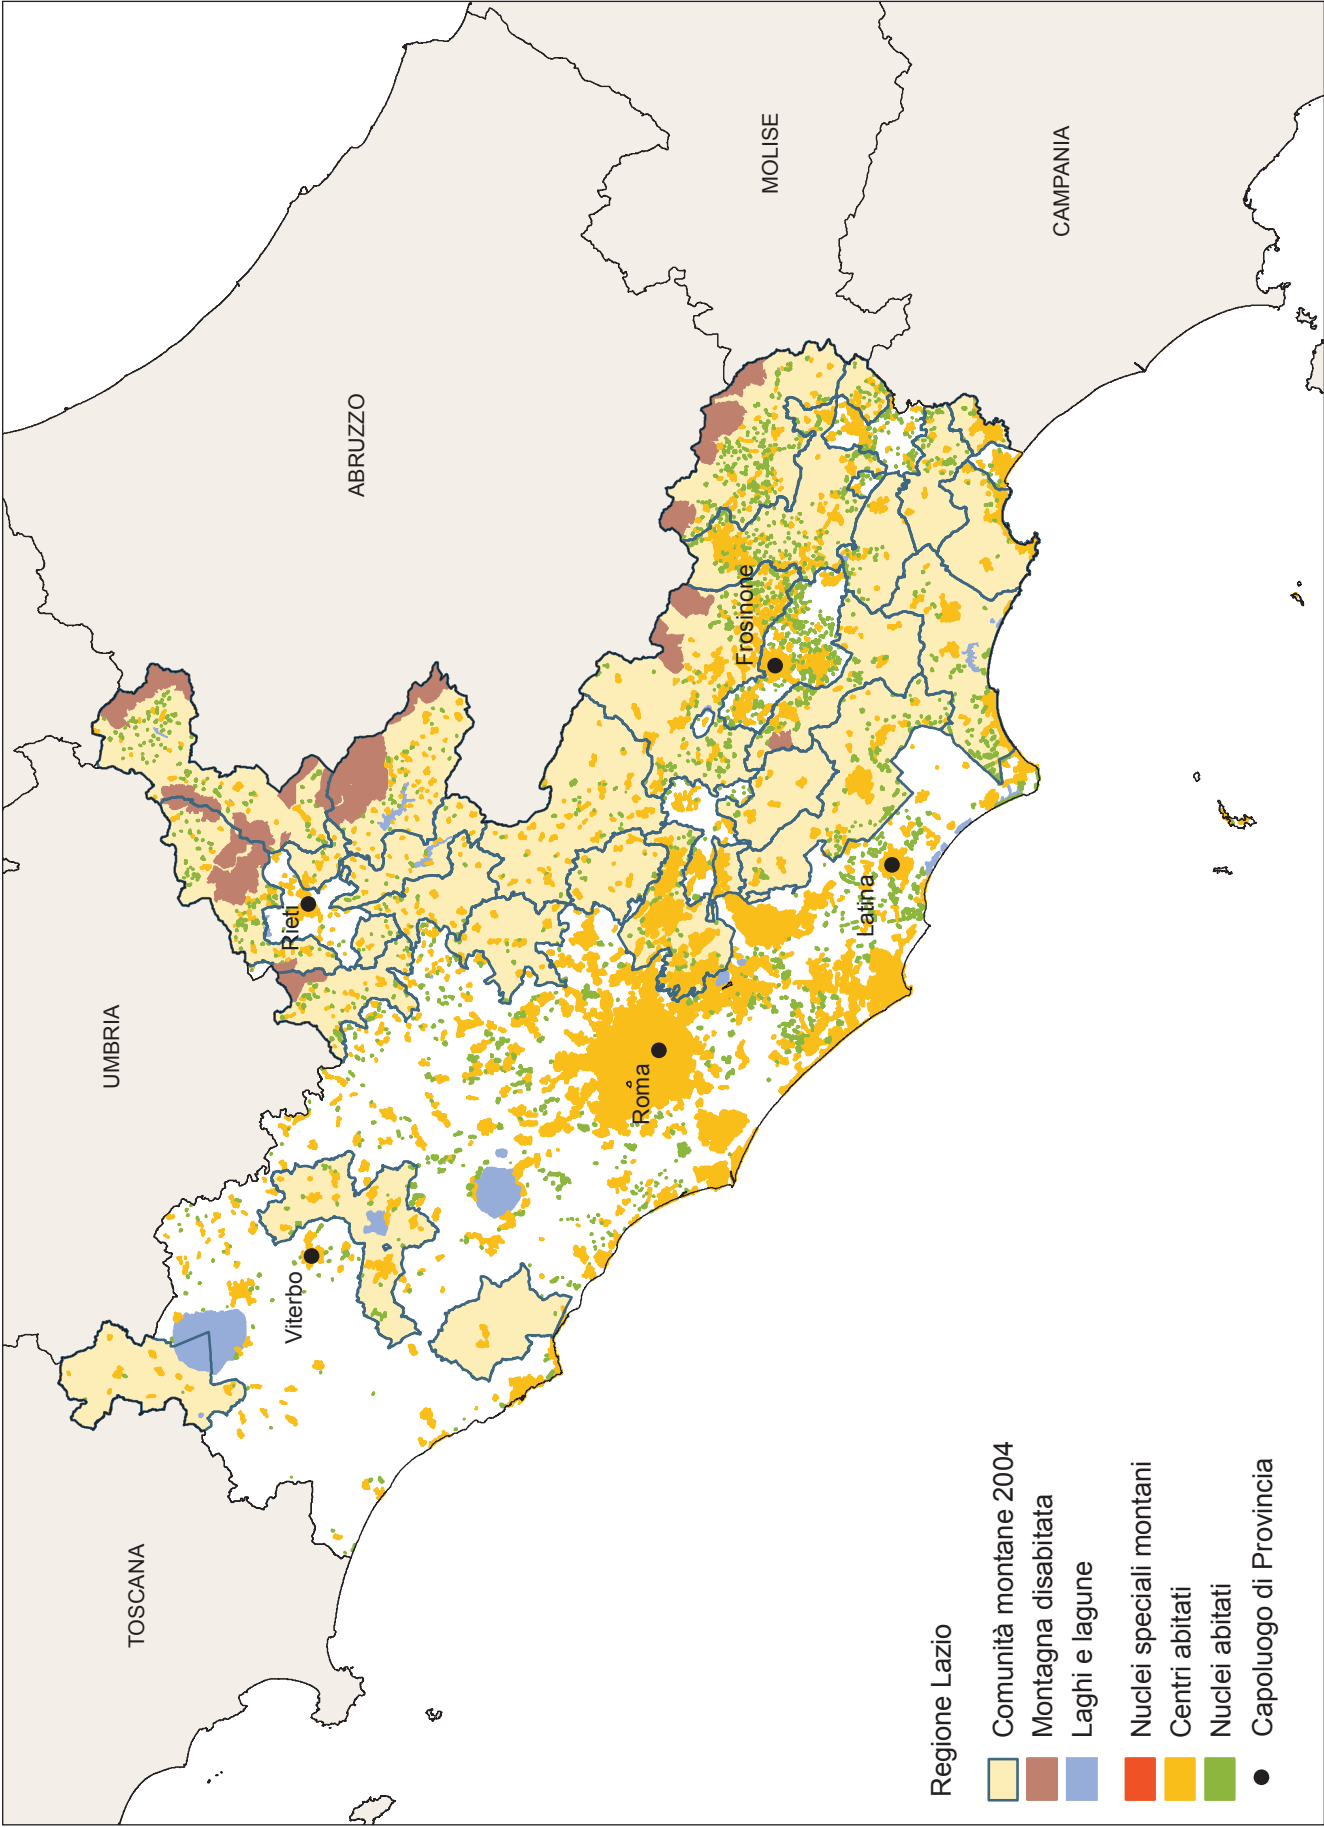 TOSCANA
UMBRIA
ABRUZZO
MOLISE
CAMPANIA
Viterbo
Rieti
Roma
Latina
Frosinone
Regione Lazio
Comunità montane 2004
Montagna disabitata
Laghi e lagune
Nuclei speciali montani
Centri abitati
Nuclei abitati
Capoluogo di Provincia